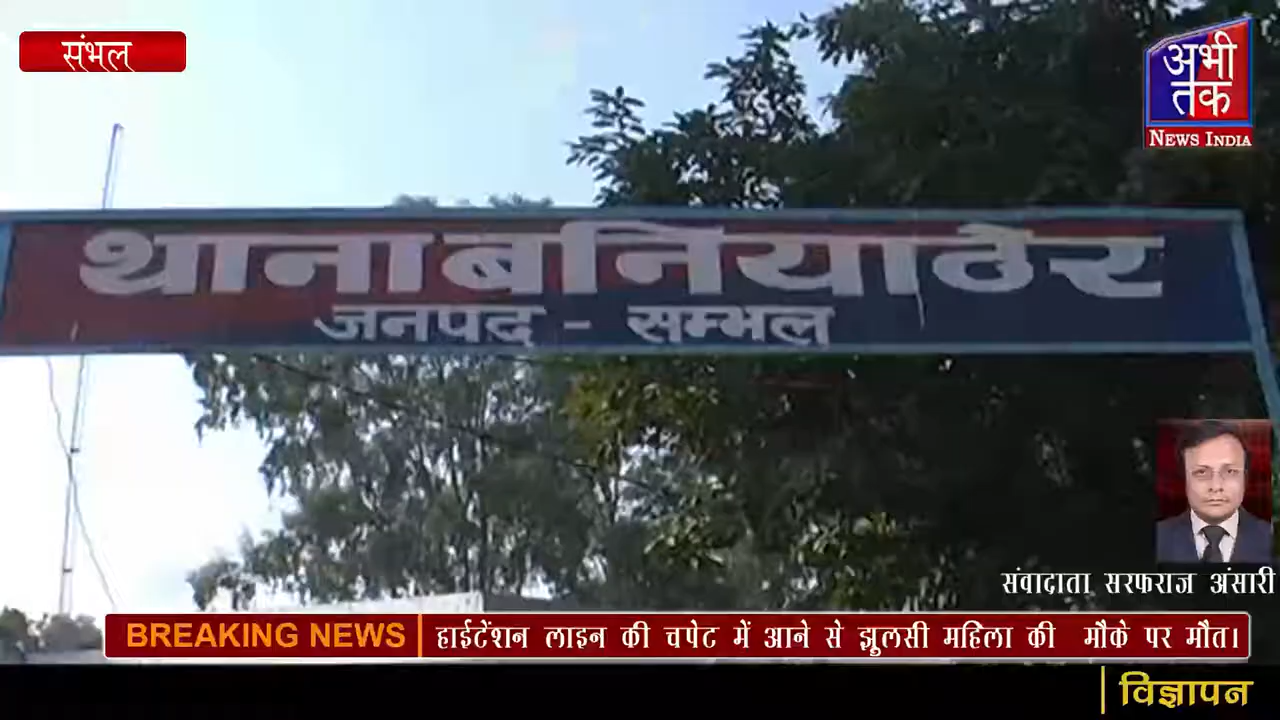 संभल
अभी
तक
NEWS INDIA
थाना बनियाठेर
जनपद - सम्भल
संवादाता सरफराज अंसारी
BREAKING NEWS
हाईटेंशन लाइन की चपेट में आने से झुलसी महिला की मौके पर मौत।
विज्ञापन